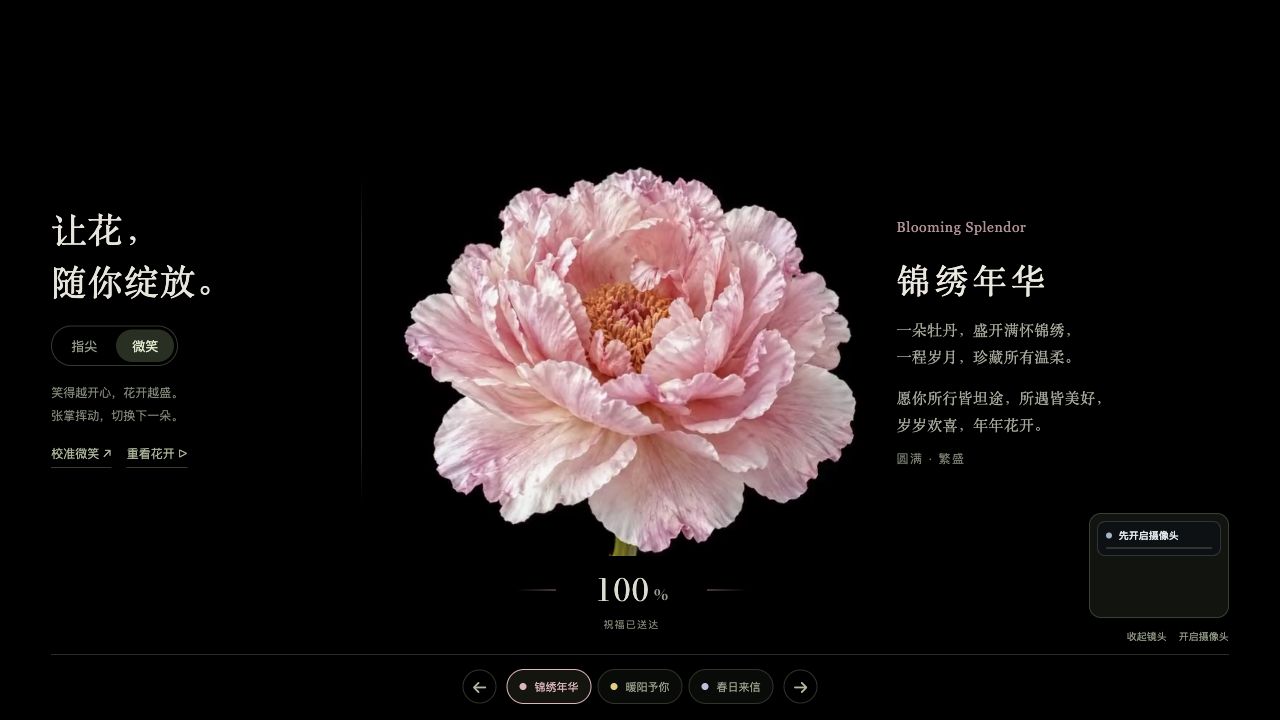 让花，
随你绽放。
指尖 微笑
笑得越开心，花开越盛。
张掌挥动，切换下一朵。
校准微笑 ↗ 重看花开 ▷
Blooming Splendor
锦绣年华
一朵牡丹，盛开满怀锦绣，
一程岁月，珍藏所有温柔。
愿你所行皆坦途，所遇皆美好，
岁岁欢喜，年年花开。
圆满 · 繁盛
100 %
祝福已送达
先开启摄像头
收起镜头 开启摄像头
← 锦绣年华 暖阳予你 春日来信 →